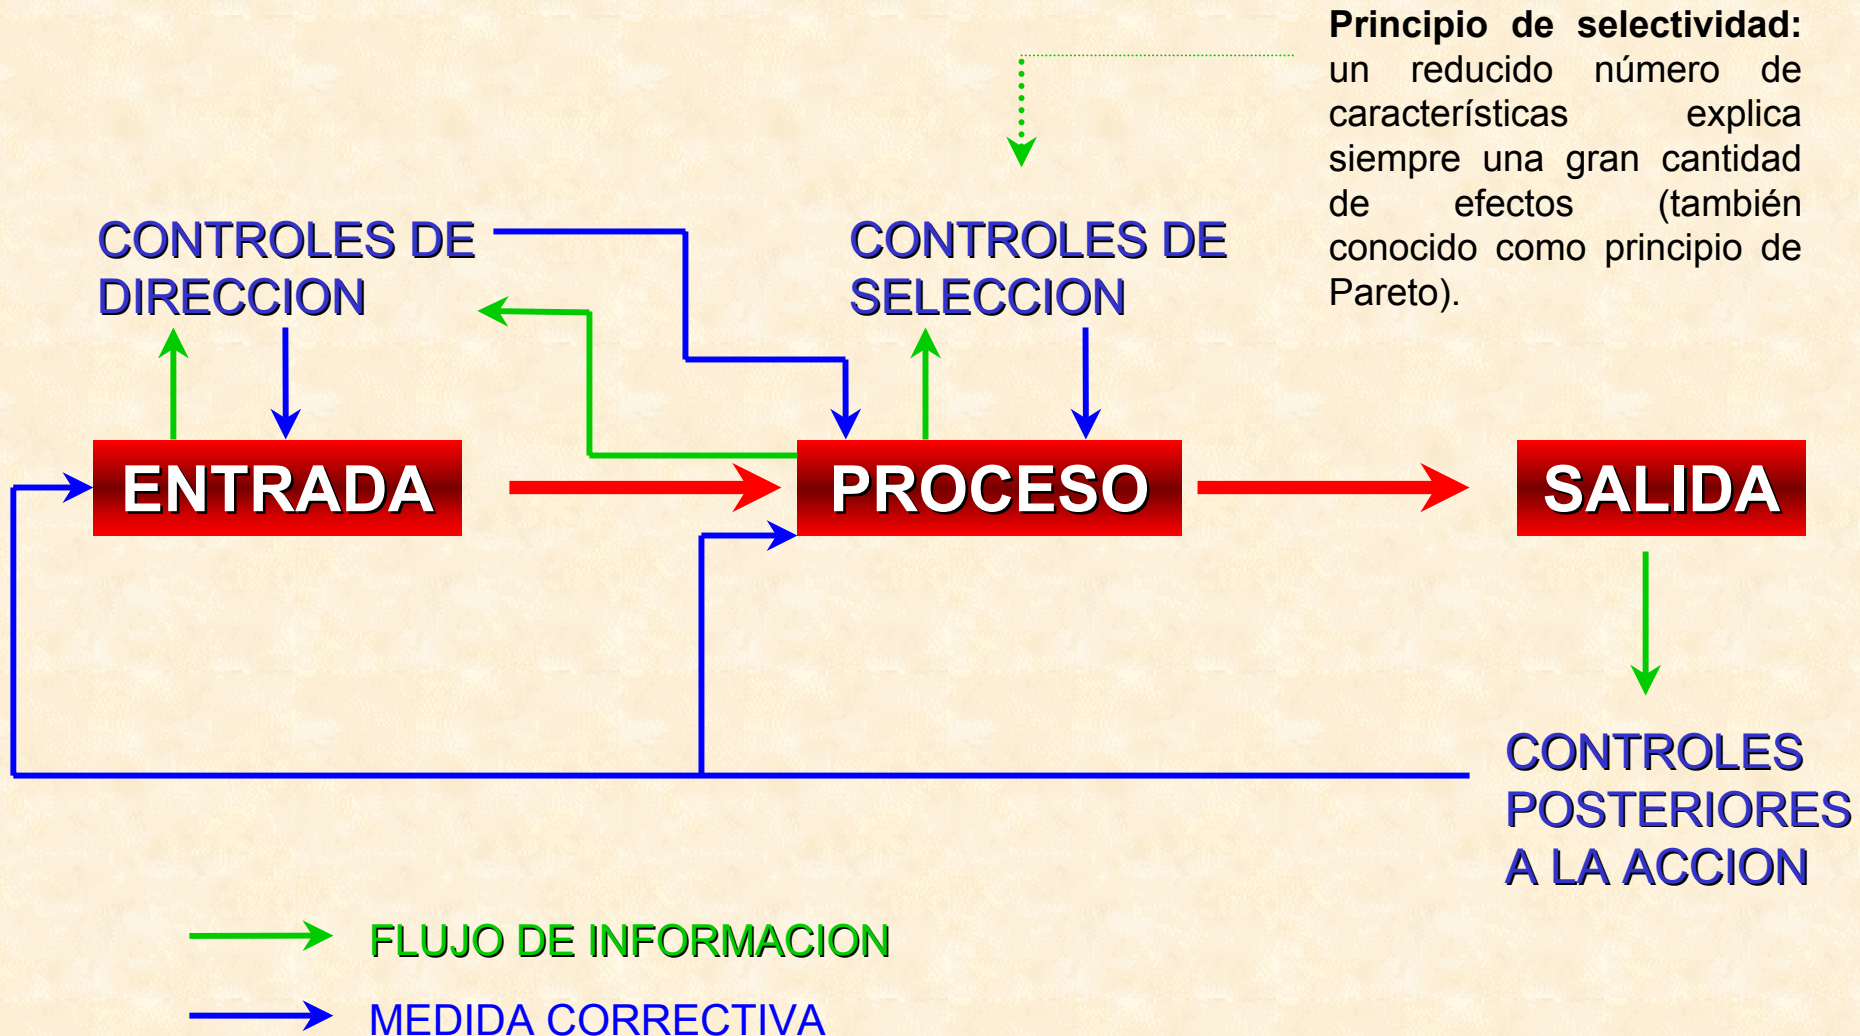 Principio de selectividad:
un reducido número de
características explica
siempre una gran cantidad
de efectos (también
conocido como principio de
Pareto).
CONTROLES DE
DIRECCION
CONTROLES DE
SELECCION
ENTRADA
PROCESO
SALIDA
CONTROLES
POSTERIORES
A LA ACCION
FLUJO DE INFORMACION
MEDIDA CORRECTIVA